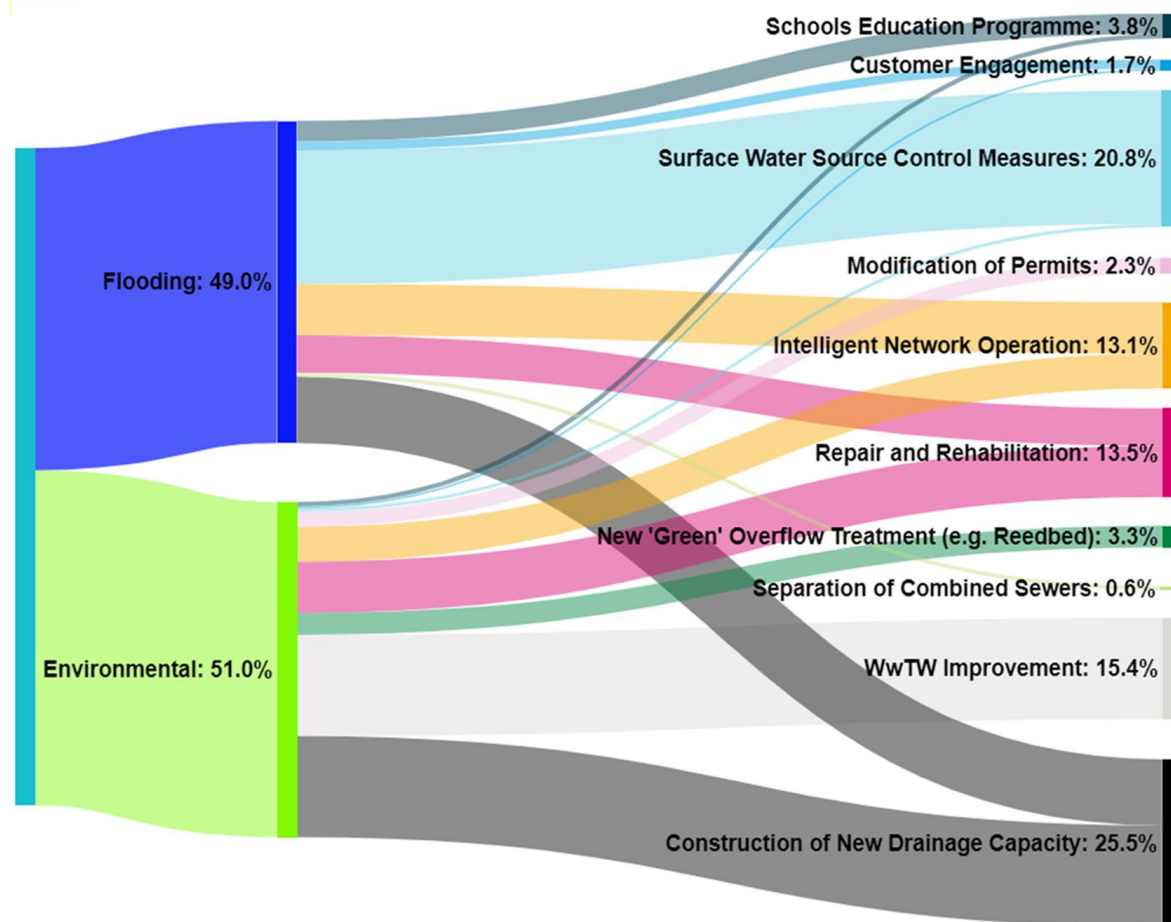 Schools Education Programme: 3.8%
Customer Engagement: 1.7%
Surface Water Source Control Measures: 20.8%
Modification of Permits: 2.3%
Flooding: 49.0%
Intelligent Network Operation: 13.1%
Repair and Rehabilitation: 13.5%
New 'Green' Overflow Treatment (e.g. Reedbed): 3.3%
Separation of Combined Sewers: 0.6%
Environmental: 51.0%
WwTW Improvement: 15.4%
Construction of New Drainage Capacity: 25.5%